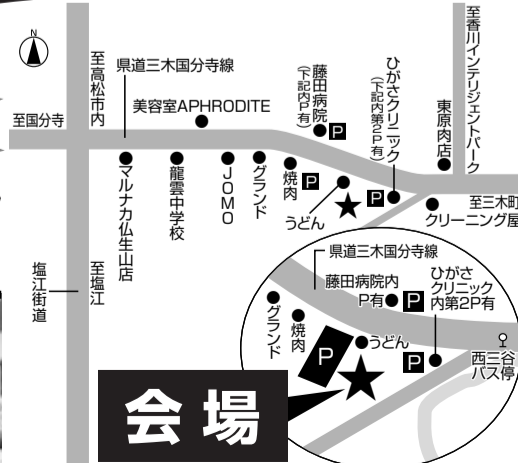 N
至高松市内
県道三木国分寺線
美容室APHRODITE
至国分寺
藤田病院
(下記内P有)
P
ひがさクリニック
(下記内第2P有)
P
東原肉店
至香川インテリジェントパーク
マルナカ仏生山店
龍雲中学校
JOMO
グランド
焼肉
P
うどん
至三木町
クリーニング屋
塩江街道
至塩江
県道三木国分寺線
藤田病院内
P有
P
ひがさ
クリニック
内第2P有
グランド
焼肉
P
うどん
P
西三谷
バス停
会場